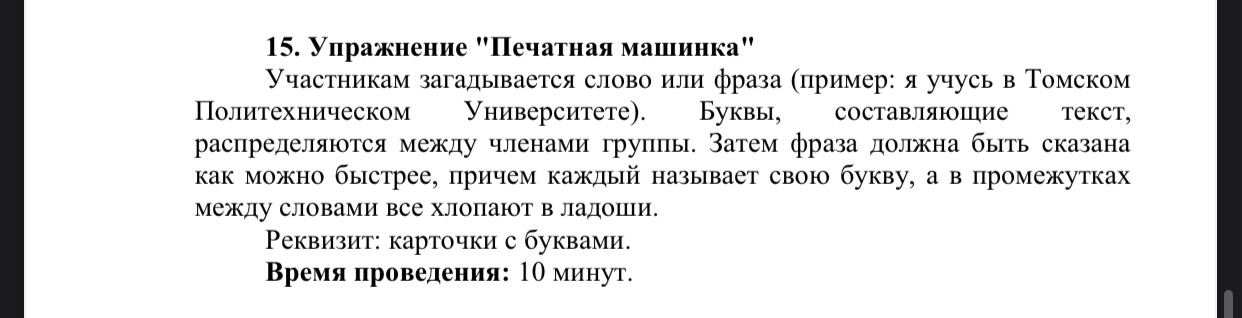 15. Упражнение "Печатная машинка"
Участникам загадывается слово или фраза (пример: я учусь в Томском
Политехническом Университете). Буквы, составляющие текст,
распределяются между членами группы. Затем фраза должна быть сказана
как можно быстрее, причем каждый называет свою букву, а в промежутках
между словами все хлопают в ладоши.
Реквизит: карточки с буквами.
Время проведения: 10 минут.